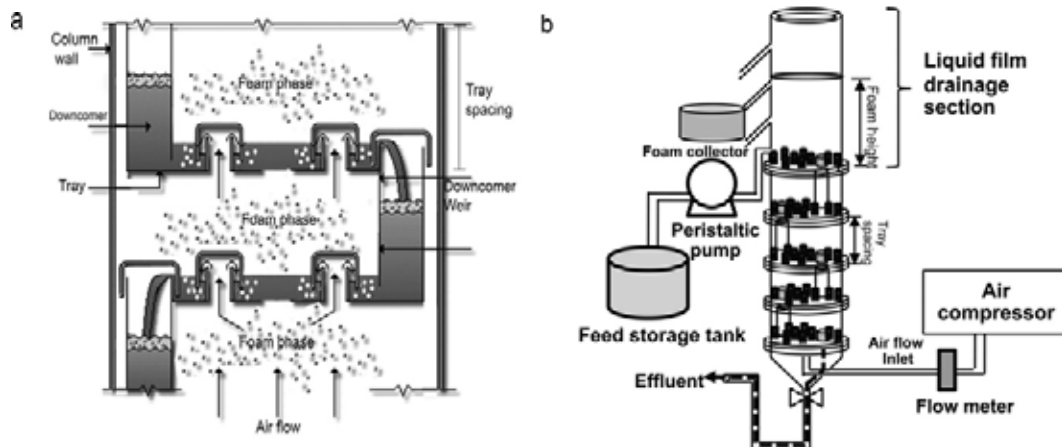 a
Column
wall
Foam phase
Tray
spacing
Downcomer
Tray
Downcomer
Weir
Foam phase
Foam phase
Air flow
b
Liquid film
drainage
section
Foam height
Foam collector
Peristaltic
pump
Tray
spacing
Feed storage tank
Air
compressor
Air flow
Inlet
Effluent
Flow meter